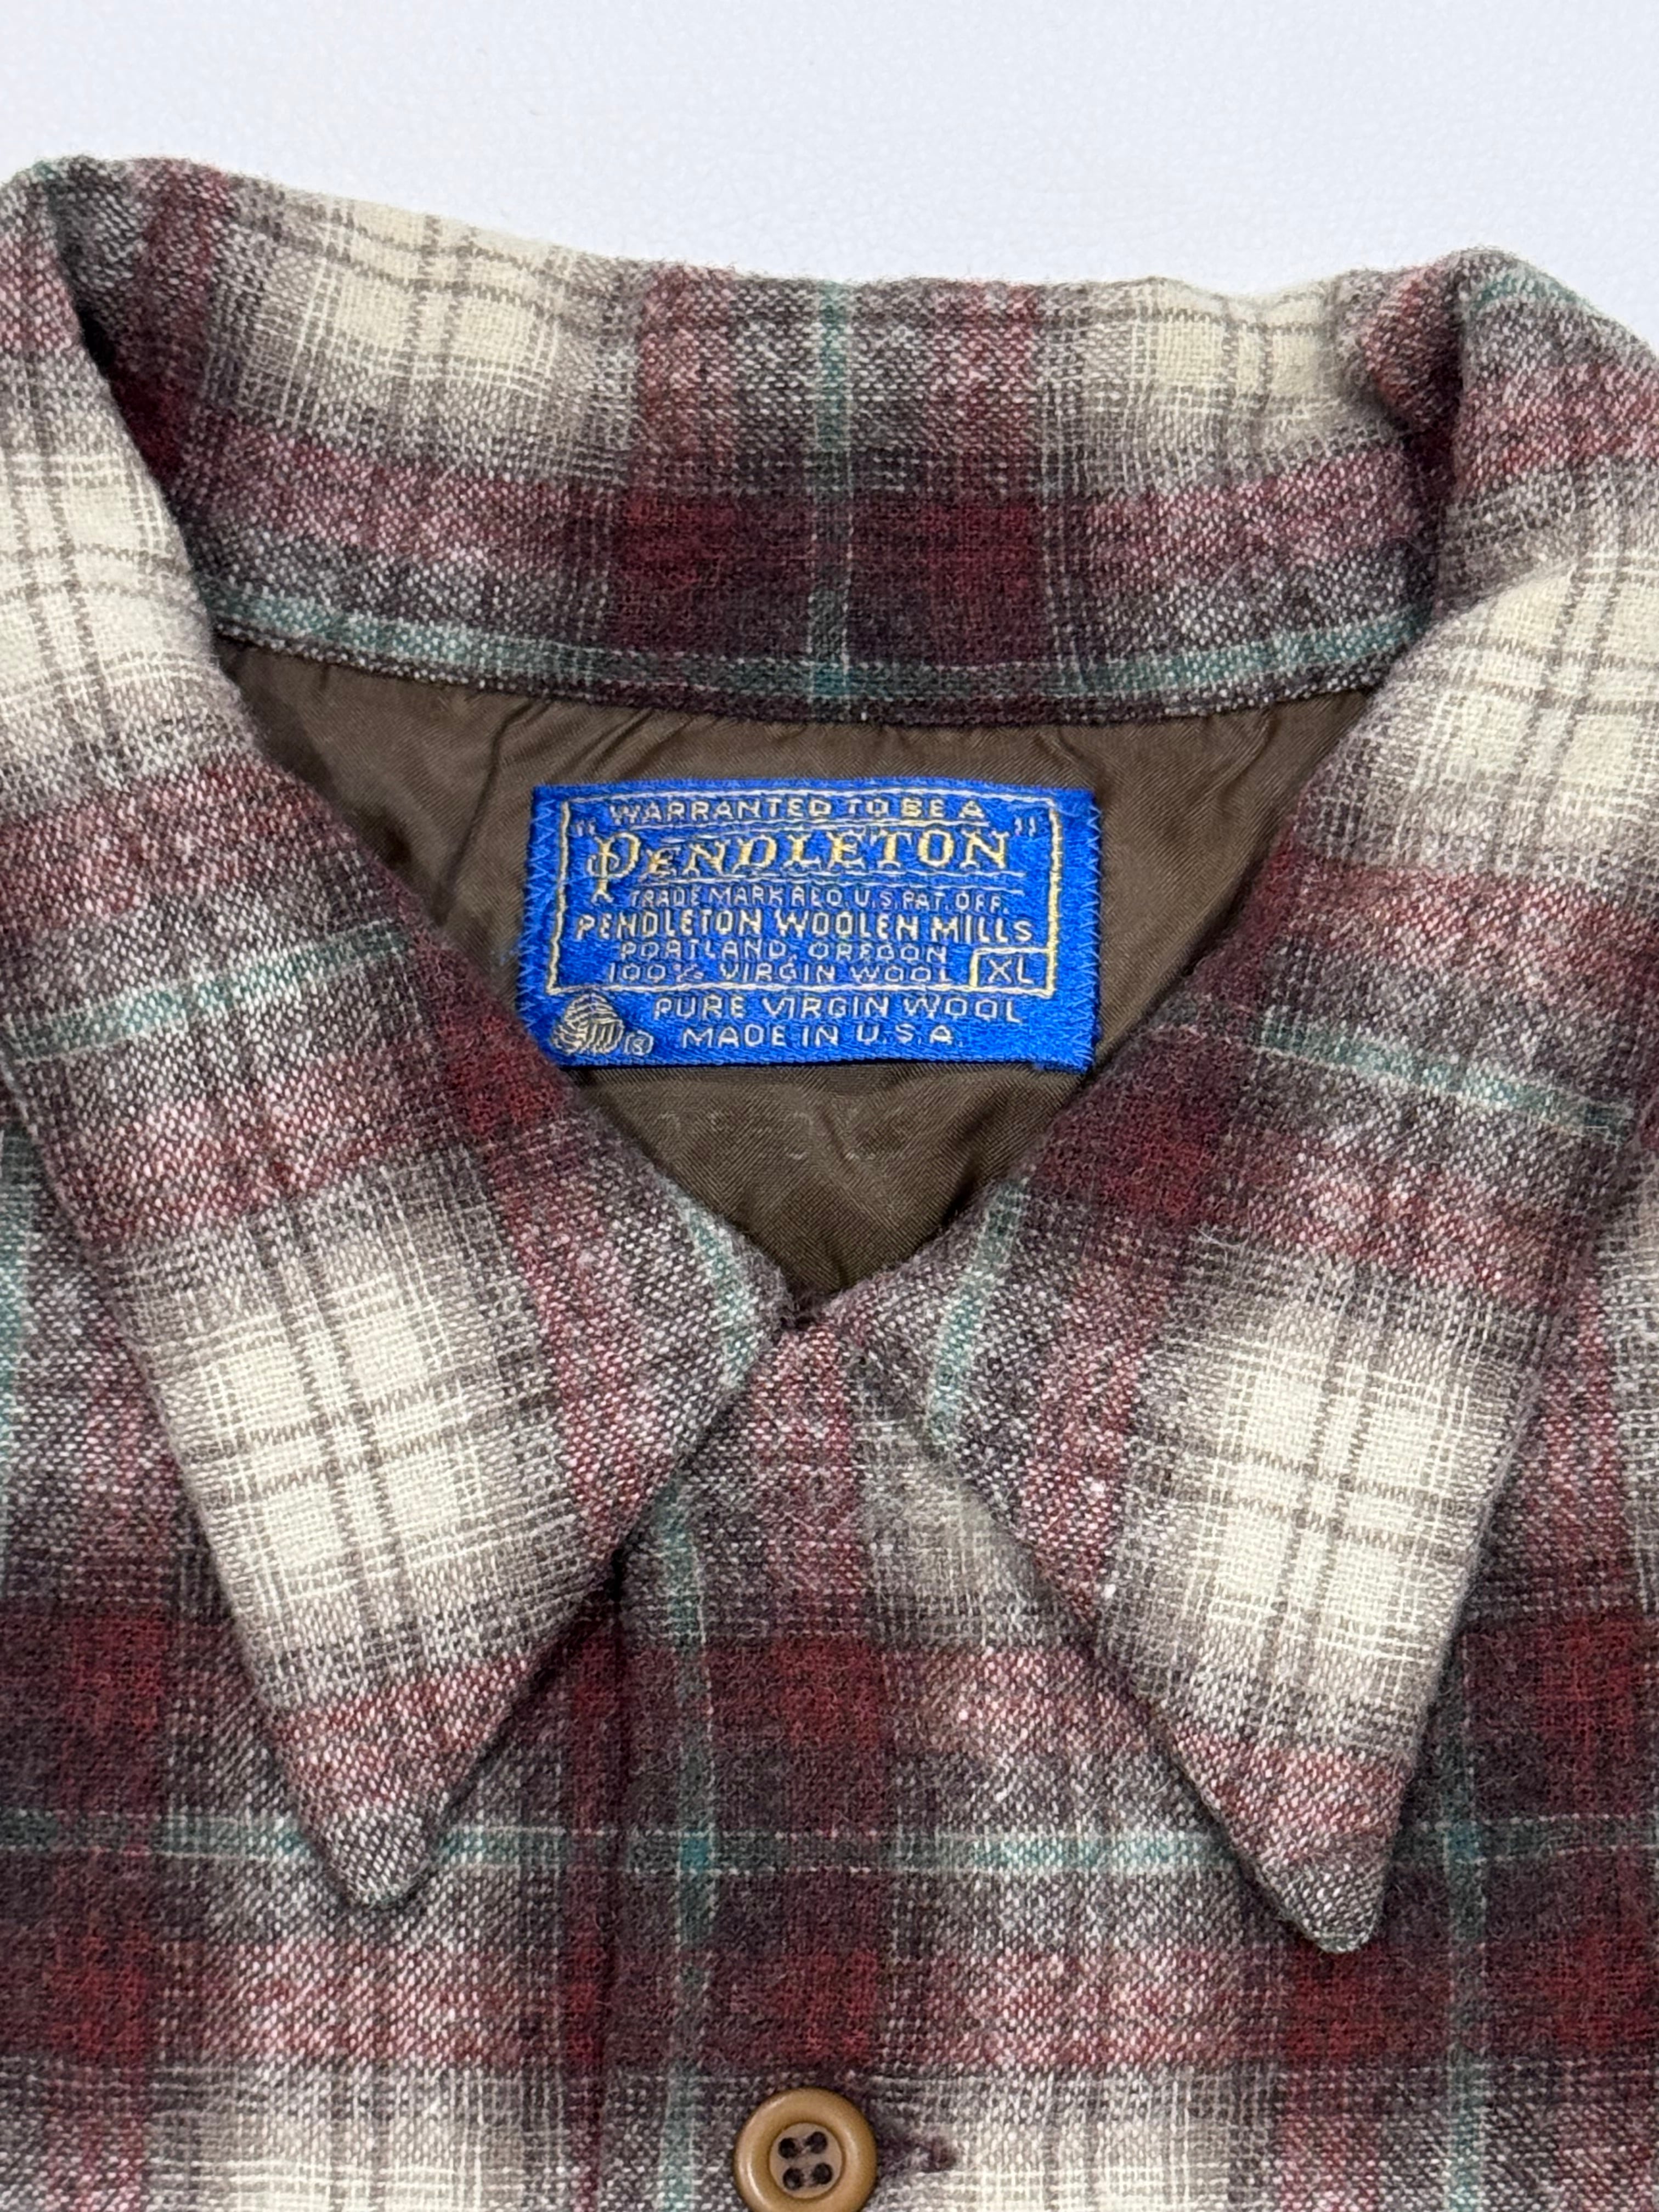 WARRANTED TO BE A
"PENDLETON"
TRADE MARK REG. U.S. PAT. OFF.
PENDLETON WOOLEN MILLS
PORTLAND, OREGON
100% VIRGIN WOOL XL
PURE VIRGIN WOOL
® MADE IN U.S.A.